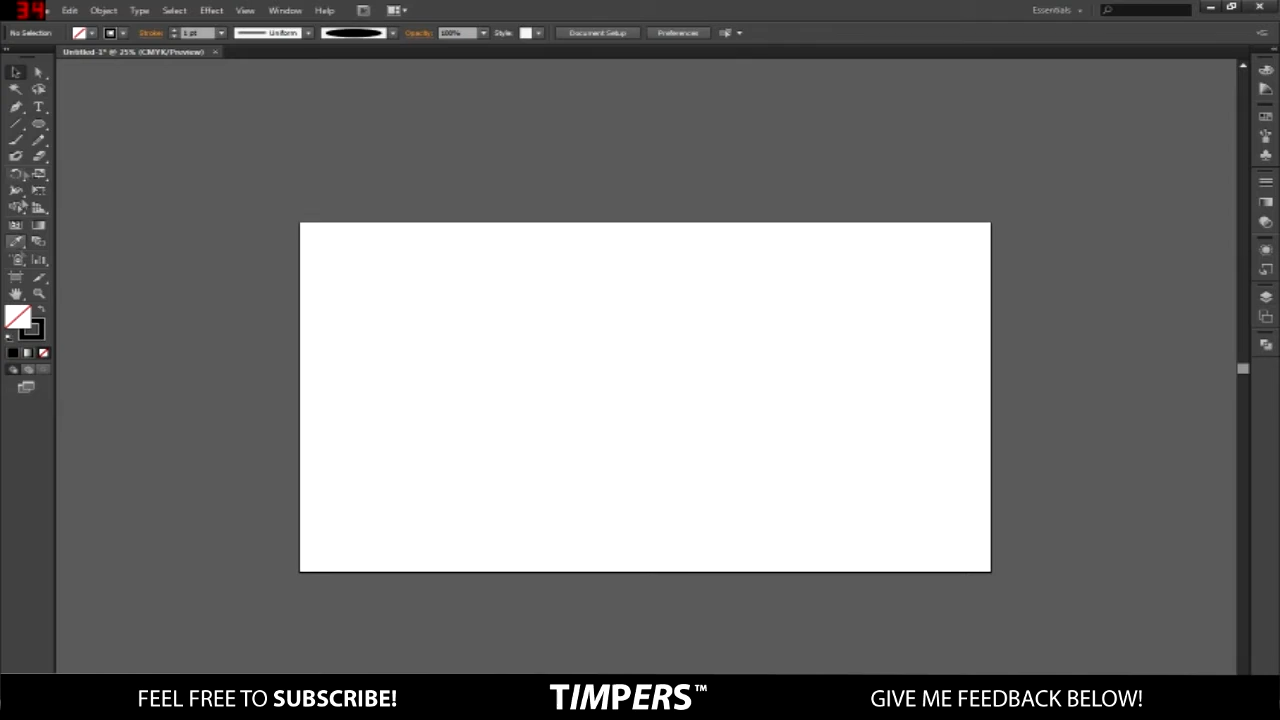 34
Edit Object Type Select Effect View Window Help Essentials
No Selection Stroke: 1 pt Uniform Opacity: 100% Style: Document Setup Preferences
Untitled-1* @ 25% (CMYK/Preview) ×
FEEL FREE TO SUBSCRIBE! TIMPERS™ GIVE ME FEEDBACK BELOW!